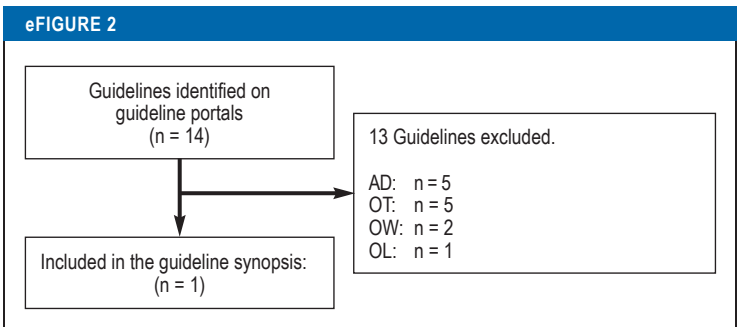 eFIGURE 2
Guidelines identified on
guideline portals
(n = 14)
13 Guidelines excluded.
AD: n = 5
OT: n = 5
OW: n = 2
OL: n = 1
Included in the guideline synopsis:
(n = 1)